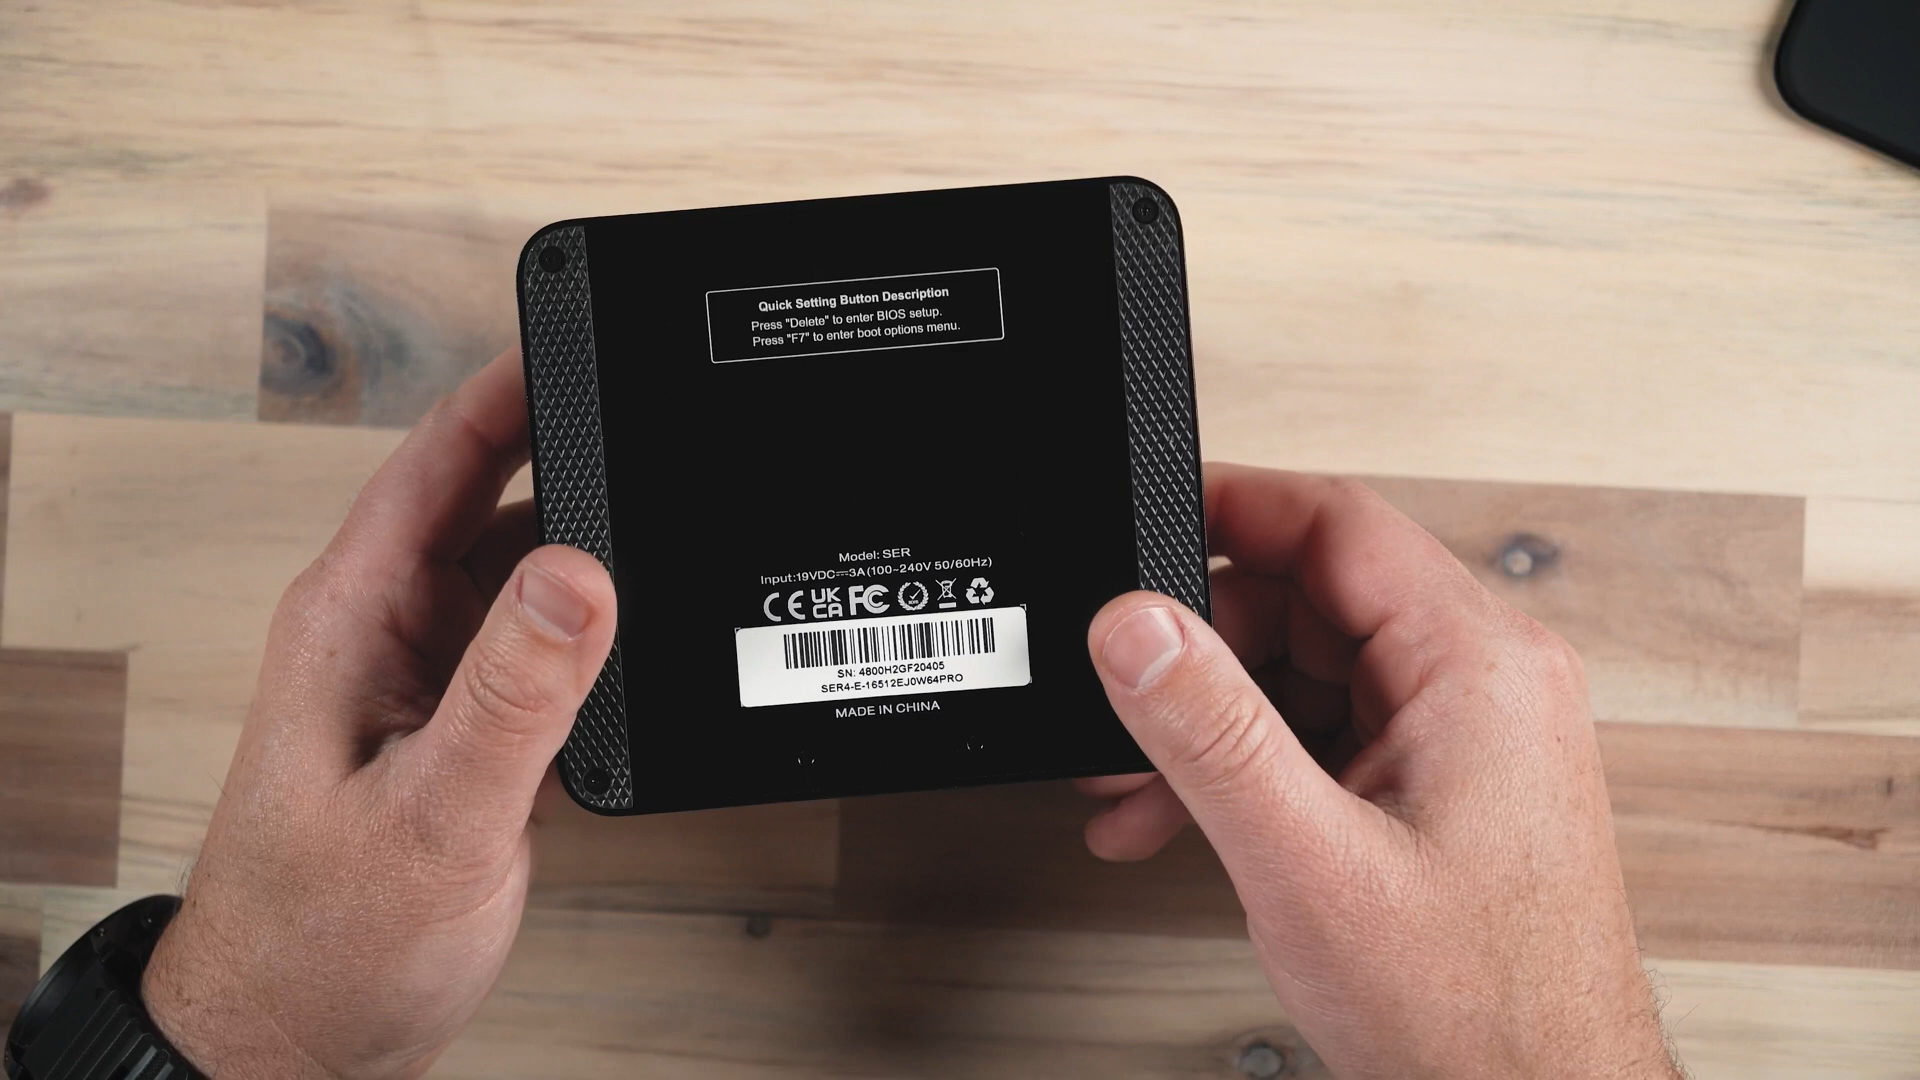 Quick Setting Button Description
Press "Delete" to enter BIOS setup.
Press "F7" to enter boot options menu.
Model: SER
Input:19VDC⎓3A(100~240V 50/60Hz)
CE UK CA FC
SN: 4800H2GF20405
SER4-E-16512EJ0W64PRO
MADE IN CHINA